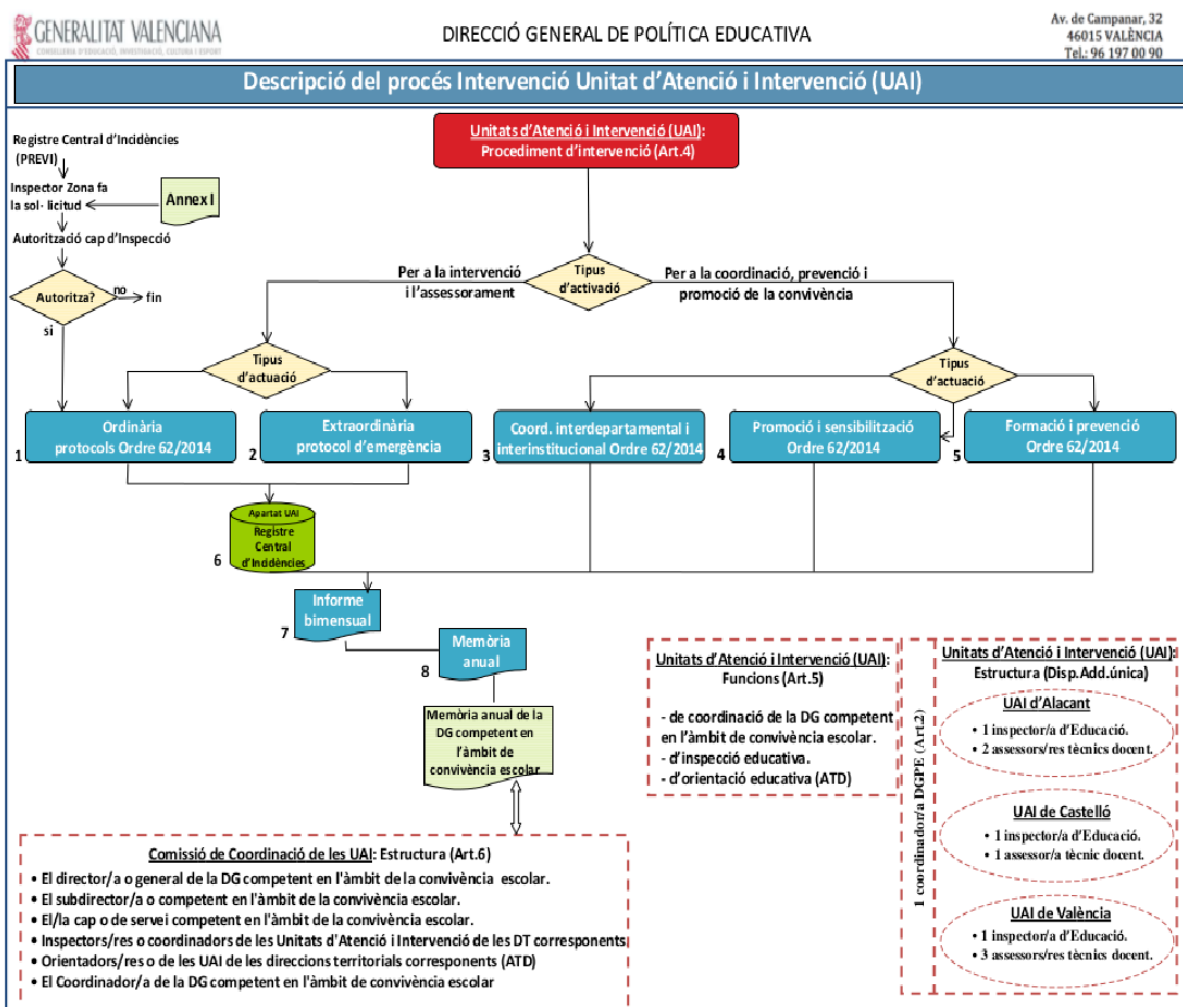 GENERALITAT VALENCIANA
CONSELLERIA D'EDUCACIÓ, INVESTIGACIÓ, CULTURA I ESPORT
DIRECCIÓ GENERAL DE POLÍTICA EDUCATIVA
Av. de Campanar, 32
46015 VALÈNCIA
Tel.: 96 197 00 90
Descripció del procés Intervenció Unitat d'Atenció i Intervenció (UAI)
Registre Central d'Incidències
(PREVI)
Inspector Zona fa
la sol· licitud
Annex I
Autorització cap d'Inspecció
Autoritza?
no
fin
si
Unitats d'Atenció i Intervenció (UAI):
Procediment d'intervenció (Art.4)
Tipus
d'activació
Per a la intervenció
i l'assessorament
Per a la coordinació, prevenció i
promoció de la convivència
Tipus
d'actuació
Tipus
d'actuació
1
Ordinària
protocols Ordre 62/2014
2
Extraordinària
protocol d'emergència
3
Coord. interdepartamental i
interinstitucional Ordre 62/2014
4
Promoció i sensibilització
Ordre 62/2014
5
Formació i prevenció
Ordre 62/2014
6
Apartat UAI
Registre
Central
d'Incidències
7
Informe
bimensual
8
Memòria
anual
Memòria anual de la
DG competent en
l'àmbit de
convivència escolar
Unitats d'Atenció i Intervenció (UAI):
Funcions (Art.5)
- de coordinació de la DG competent
en l'àmbit de convivència escolar.
- d'inspecció educativa.
- d'orientació educativa (ATD)
1 coordinador/a DGPE (Art.2)
Unitats d'Atenció i Intervenció (UAI):
Estructura (Disp.Add.única)
UAI d'Alacant
• 1 inspector/a d'Educació.
• 2 assessors/res tècnics docent.
UAI de Castelló
• 1 inspector/a d'Educació.
• 1 assessor/a tècnic docent.
UAI de València
• 1 inspector/a d'Educació.
• 3 assessors/res tècnics docent.
Comissió de Coordinació de les UAI: Estructura (Art.6)
• El director/a o general de la DG competent en l'àmbit de la convivència escolar.
• El subdirector/a o competent en l'àmbit de la convivència escolar.
• El/la cap o de servei competent en l'àmbit de la convivència escolar.
• Inspectors/res o coordinadors de les Unitats d'Atenció i Intervenció de les DT corresponents
• Orientadors/res o de les UAI de les direccions territorials corresponents (ATD)
• El Coordinador/a de la DG competent en l'àmbit de convivència escolar